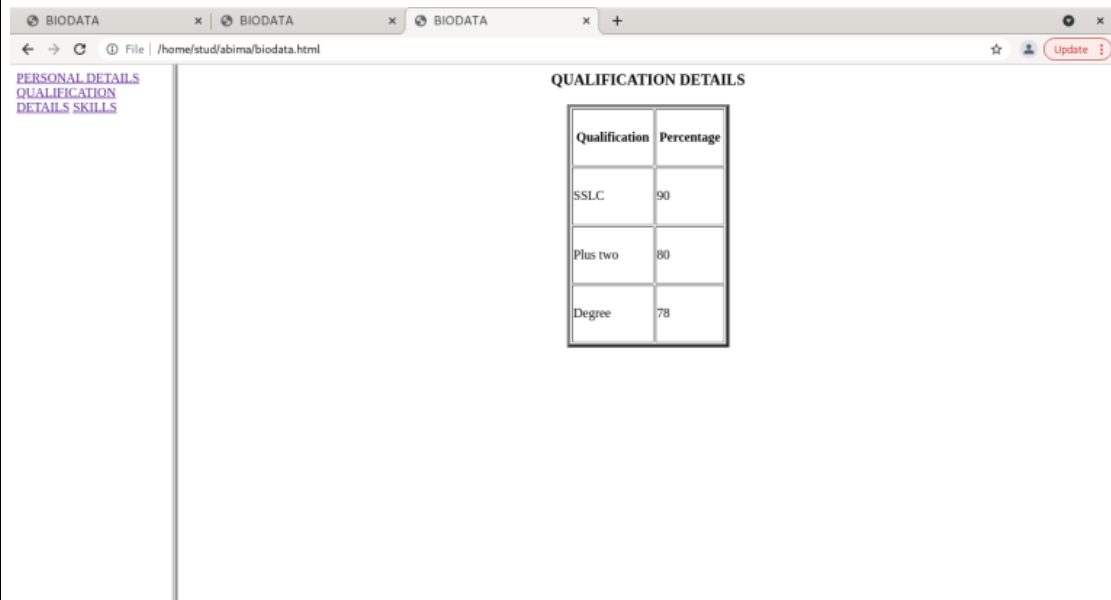 BIODATA
BIODATA
BIODATA
File
/home/stud/abima/biodata.html
Update
PERSONAL DETAILS
QUALIFICATION
DETAILS SKILLS
QUALIFICATION DETAILS
Qualification Percentage
SSLC 90
Plus two 80
Degree 78